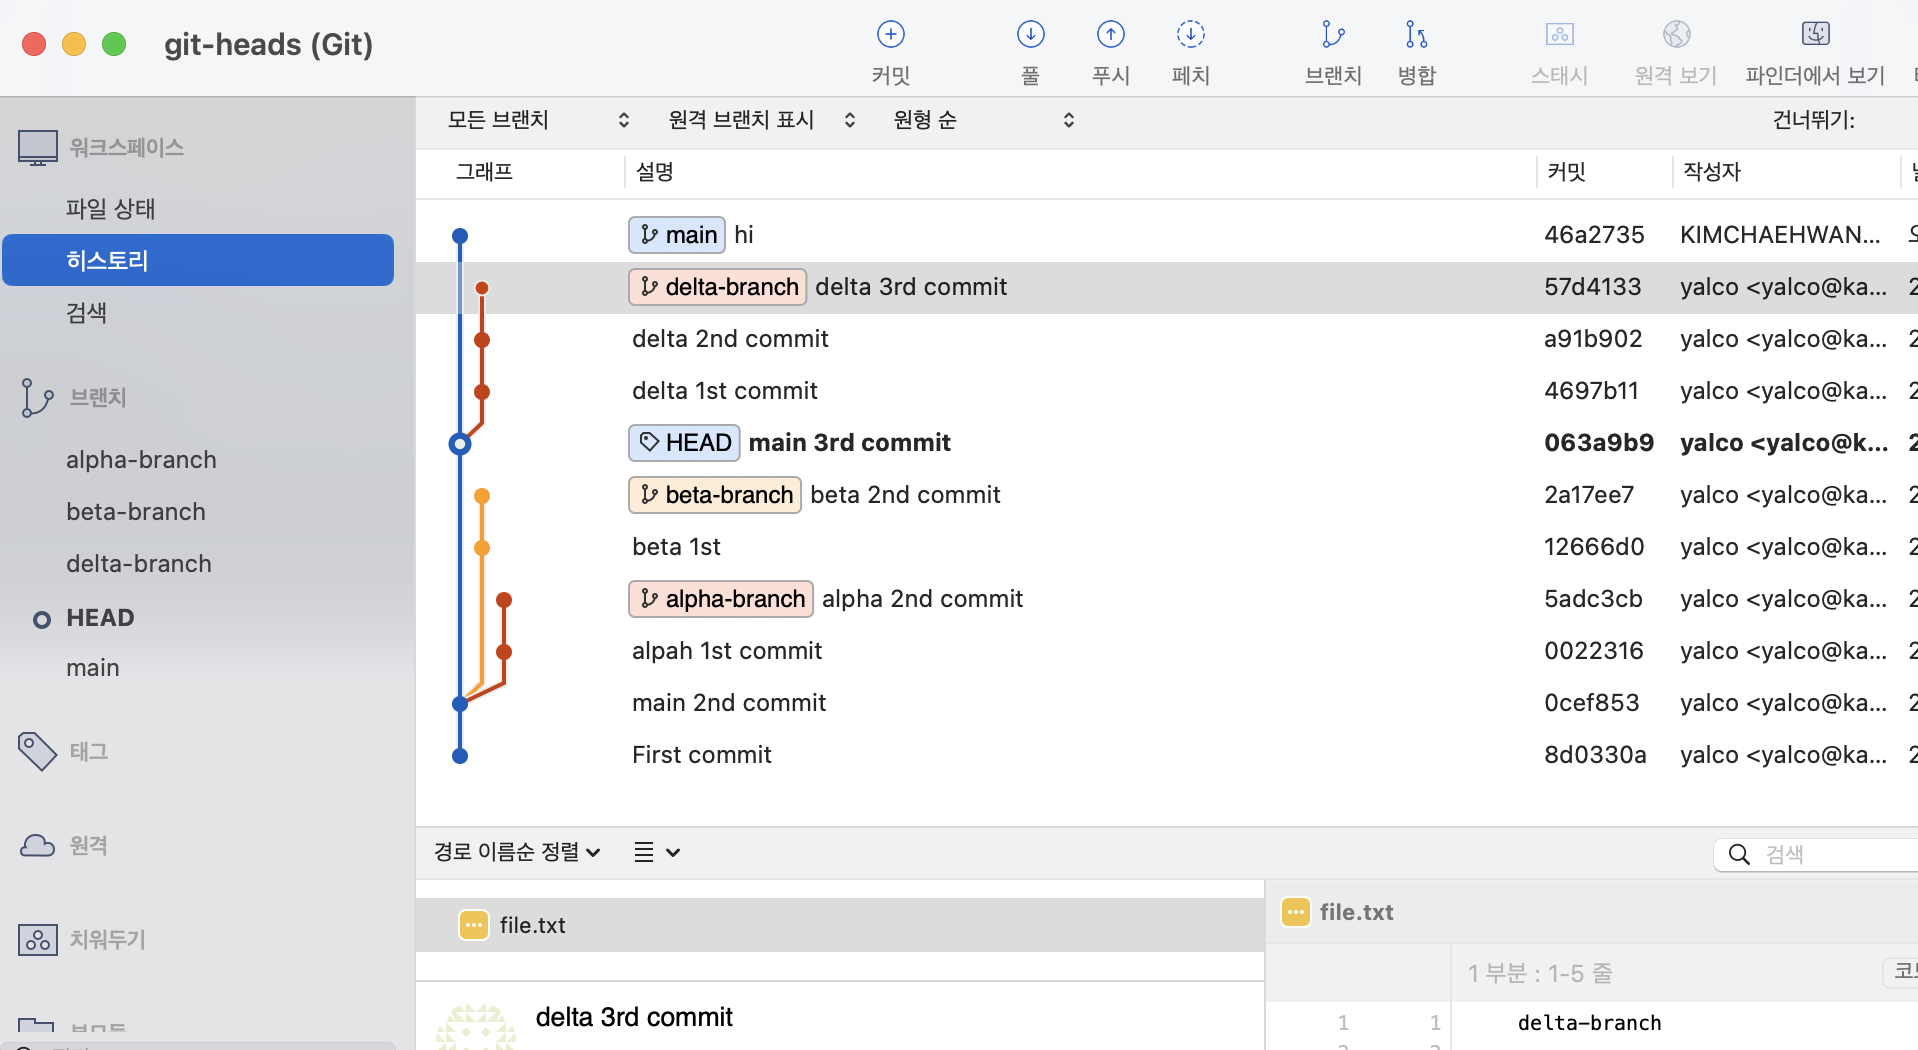 git-heads (Git)
커밋
풀
푸시
페치
브랜치
병합
스태시
원격 보기
파인더에서 보기
워크스페이스
파일 상태
히스토리
검색
브랜치
alpha-branch
beta-branch
delta-branch
HEAD
main
태그
원격
치워두기
모든 브랜치 원격 브랜치 표시 원형 순 건너뛰기:
그래프 설명 커밋 작성자
main hi 46a2735 KIMCHAEHWAN...
delta-branch delta 3rd commit 57d4133 yalco <yalco@ka...
delta 2nd commit a91b902 yalco <yalco@ka...
delta 1st commit 4697b11 yalco <yalco@ka...
HEAD main 3rd commit 063a9b9 yalco <yalco@k...
beta-branch beta 2nd commit 2a17ee7 yalco <yalco@ka...
beta 1st 12666d0 yalco <yalco@ka...
alpha-branch alpha 2nd commit 5adc3cb yalco <yalco@ka...
alpah 1st commit 0022316 yalco <yalco@ka...
main 2nd commit 0cef853 yalco <yalco@ka...
First commit 8d0330a yalco <yalco@ka...
경로 이름순 정렬
검색
file.txt
delta 3rd commit
file.txt
1 부분 : 1-5 줄
1 1 delta-branch